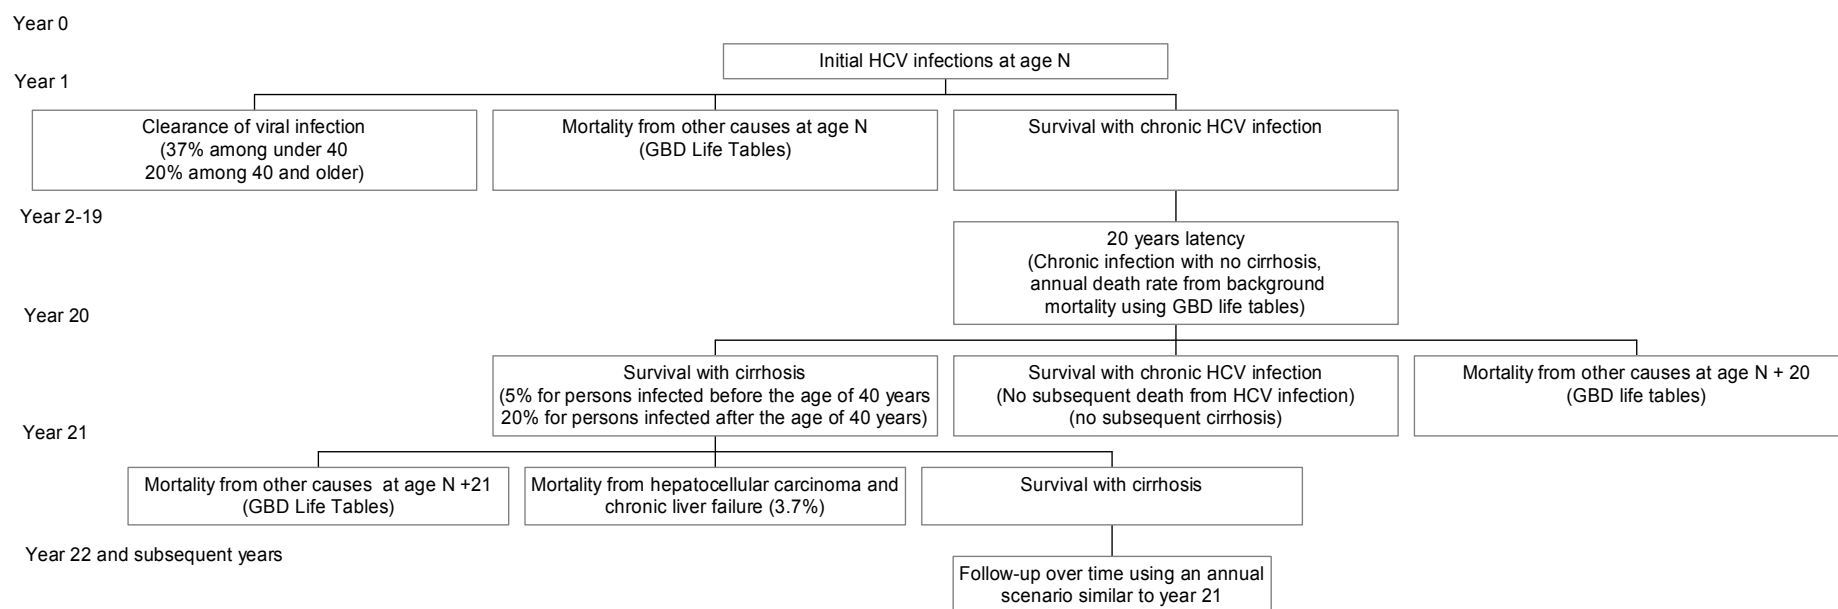 Year 0
Initial HCV infections at age N
Year 1
Clearance of viral infection
(37% among under 40
20% among 40 and older)
Mortality from other causes at age N
(GBD Life Tables)
Survival with chronic HCV infection
Year 2-19
20 years latency
(Chronic infection with no cirrhosis,
annual death rate from background
mortality using GBD life tables)
Year 20
Survival with cirrhosis
(5% for persons infected before the age of 40 years
20% for persons infected after the age of 40 years)
Survival with chronic HCV infection
(No subsequent death from HCV infection)
(no subsequent cirrhosis)
Mortality from other causes at age N + 20
(GBD life tables)
Year 21
Mortality from other causes at age N +21
(GBD Life Tables)
Mortality from hepatocellular carcinoma and
chronic liver failure (3.7%)
Survival with cirrhosis
Year 22 and subsequent years
Follow-up over time using an annual
scenario similar to year 21